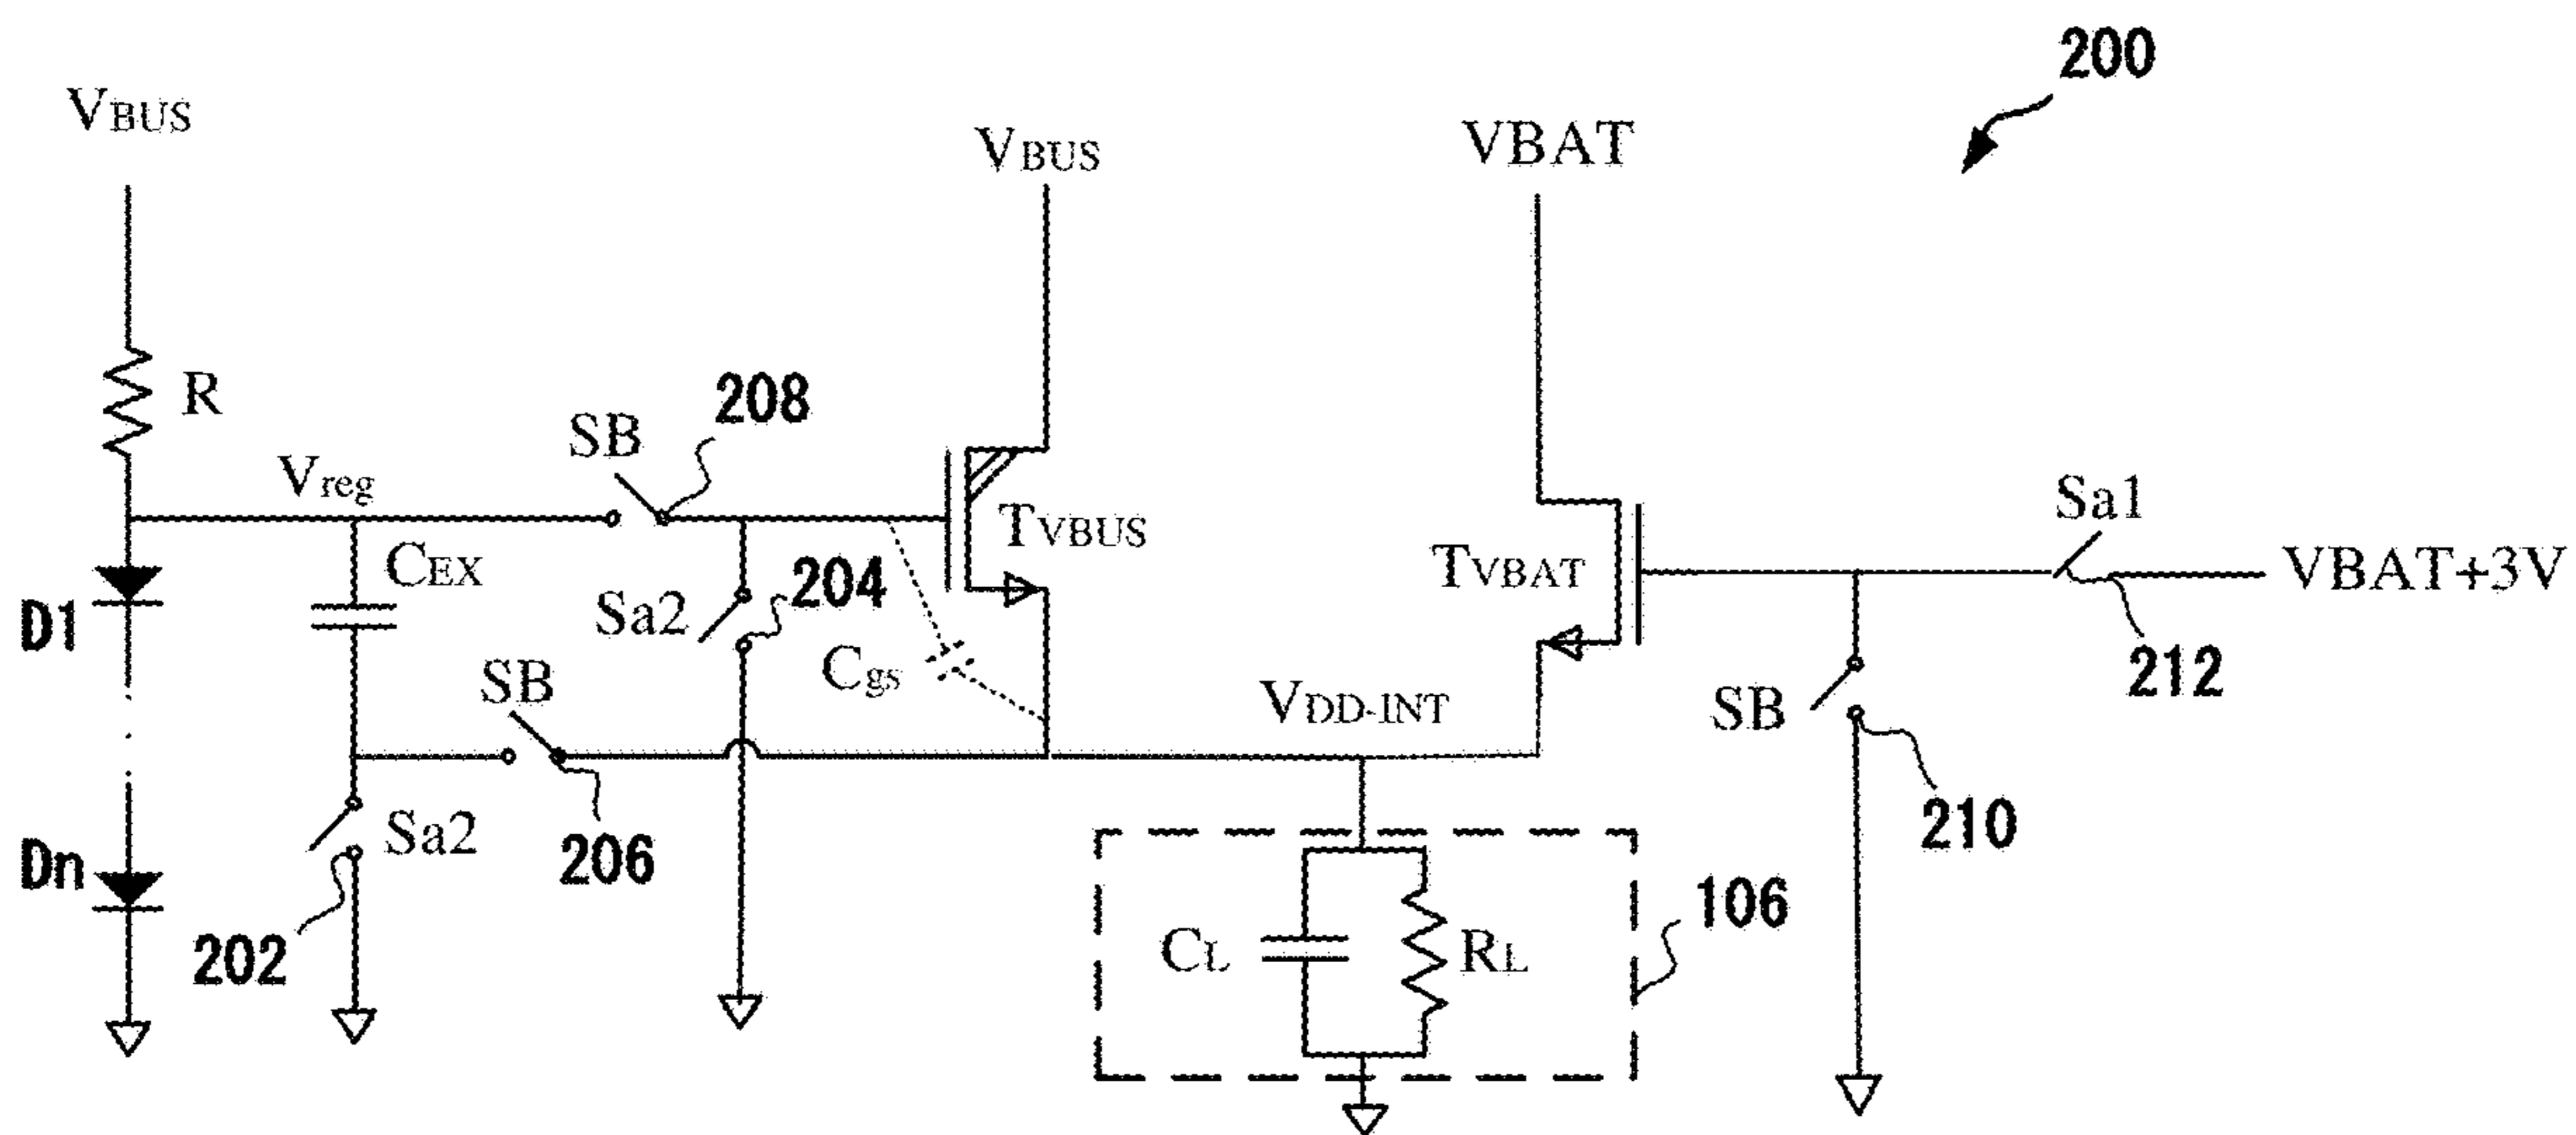 200
VBUS
VBUS
VBAT
R
SB
208
Vreg
CEX
TVBUS
TVBAT
Sa1
VBAT+3V
D1
Sa2
204
Cgs
212
SB
VDD-INT
SB
210
Dn
Sa2
206
202
CL
RL
106